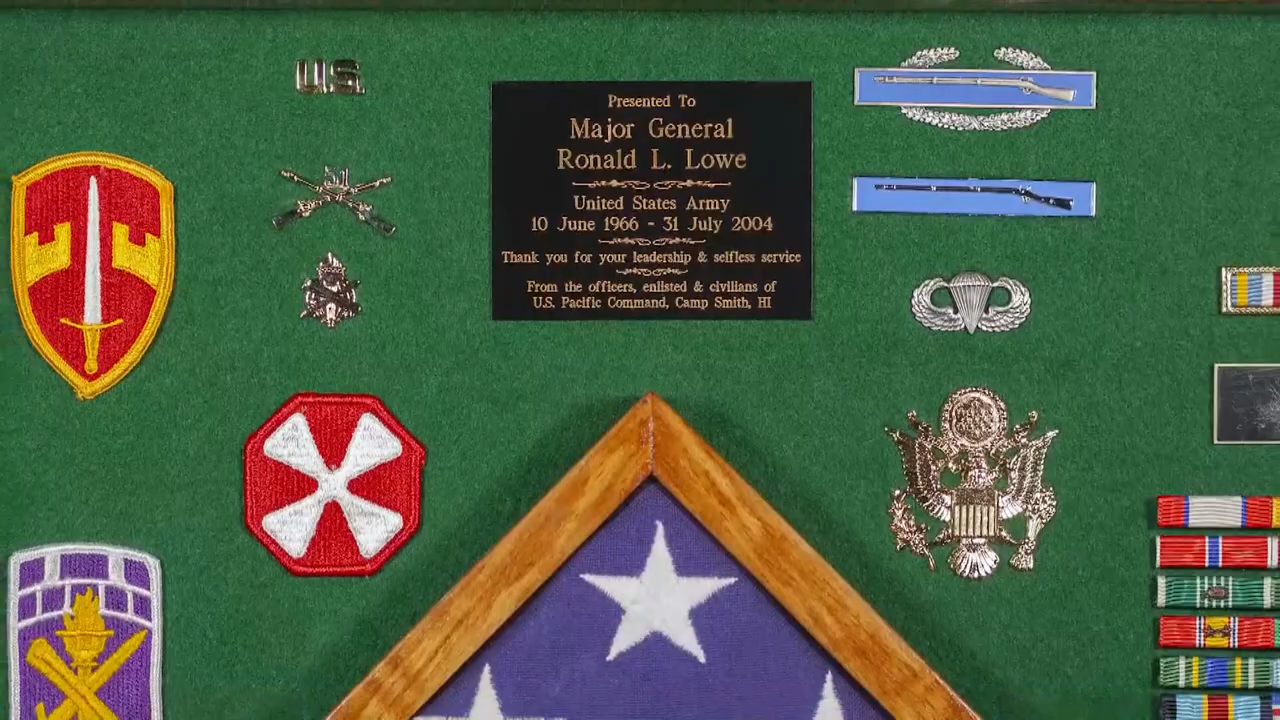 U.S.
51
Presented To
Major General
Ronald L. Lowe
United States Army
10 June 1966 - 31 July 2004
Thank you for your leadership & selfless service
From the officers, enlisted & civilians of
U.S. Pacific Command, Camp Smith, HI